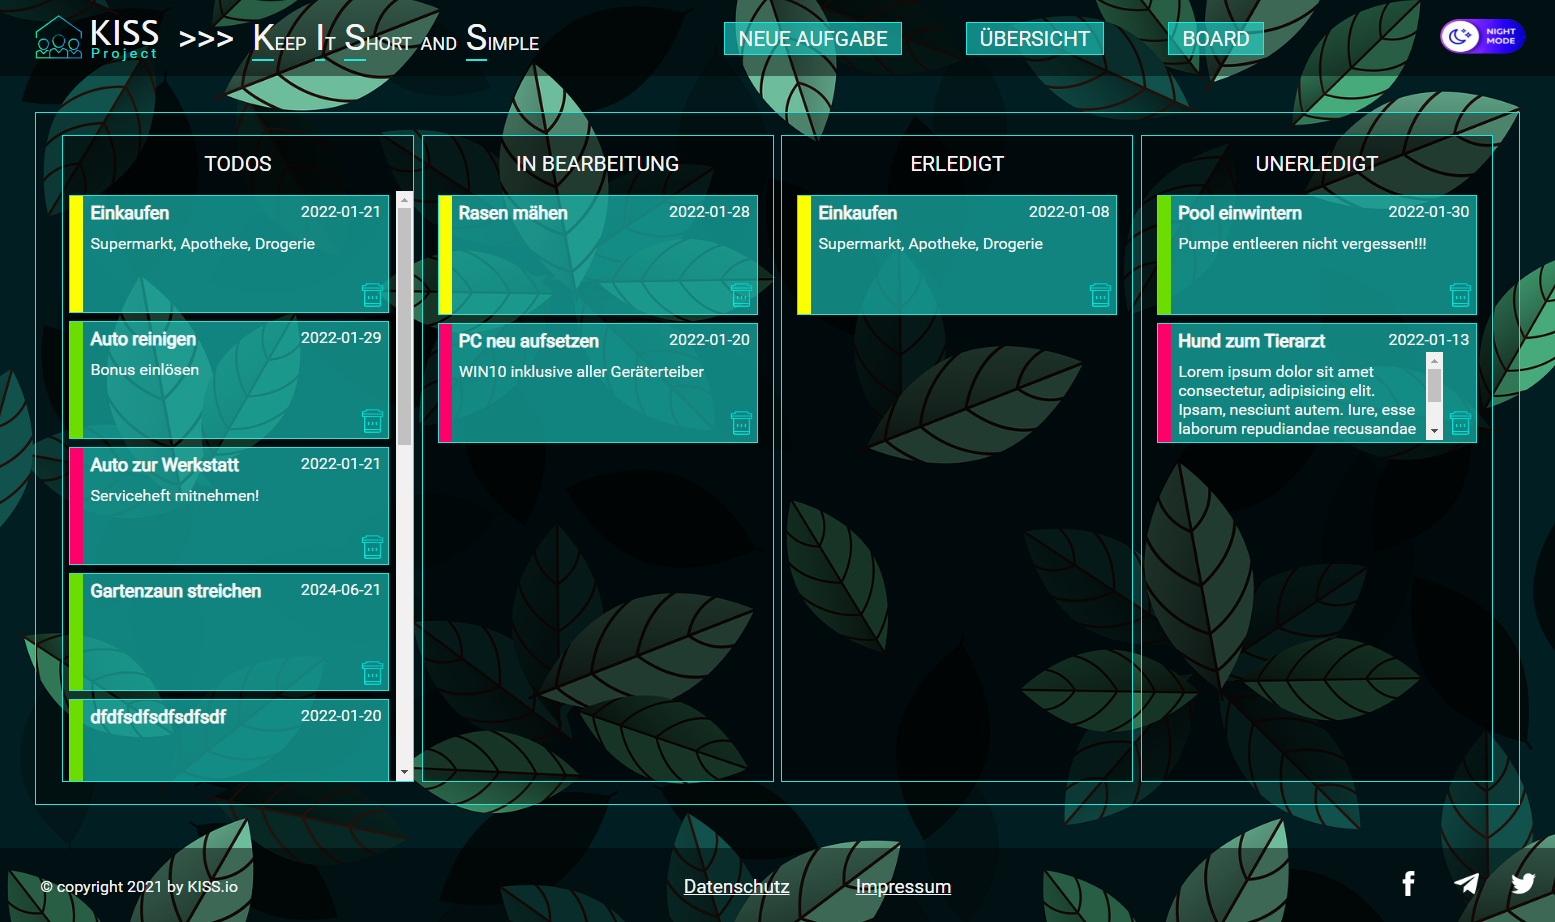 KISS
Project
>>> KEEP IT SHORT AND SIMPLE
NEUE AUFGABE
ÜBERSICHT
BOARD
NIGHT
MODE
TODOS
Einkaufen 2022-01-21
Supermarkt, Apotheke, Drogerie
Auto reinigen 2022-01-29
Bonus einlösen
Auto zur Werkstatt 2022-01-21
Serviceheft mitnehmen!
Gartenzaun streichen 2024-06-21
dfdfsdfsdfsdfsdf 2022-01-20
IN BEARBEITUNG
Rasen mähen 2022-01-28
PC neu aufsetzen 2022-01-20
WIN10 inklusive aller Geräterteiber
ERLEDIGT
Einkaufen 2022-01-08
Supermarkt, Apotheke, Drogerie
UNERLEDIGT
Pool einwintern 2022-01-30
Pumpe entleeren nicht vergessen!!!
Hund zum Tierarzt 2022-01-13
Lorem ipsum dolor sit amet
consectetur, adipisicing elit.
Ipsam, nesciunt autem. Iure, esse
laborum repudiandae recusandae
© copyright 2021 by KISS.io
Datenschutz
Impressum